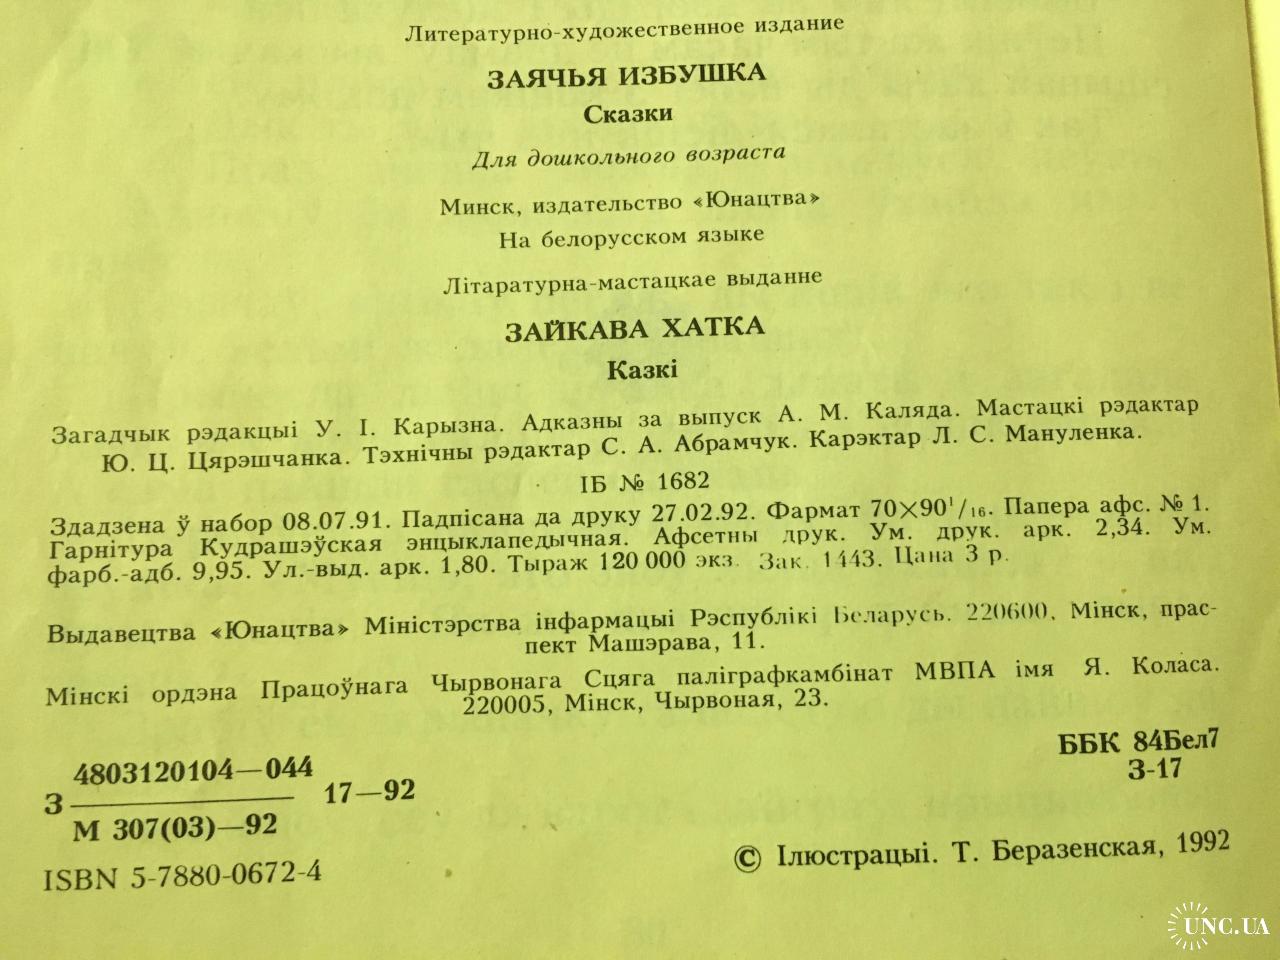 Литературно-художественное издание
ЗАЯЧЬЯ ИЗБУШКА
Сказки
Для дошкольного возраста
Минск, издательство «Юнацтва»
На белорусском языке
Літаратурна-мастацкае выданне
ЗАЙКАВА ХАТКА
Казкі
Загадчык рэдакцыі У. І. Карызна. Адказны за выпуск А. М. Каляда. Мастацкі рэдактар
Ю. Ц. Цярэшчанка. Тэхнічны рэдактар С. А. Абрамчук. Карэктар Л. С. Мануленка.
ІБ № 1682
Здадзена ў набор 08.07.91. Падпісана да друку 27.02.92. Фармат 70×90¹/₁₆. Папера афс. № 1.
Гарнітура Кудрашэўская энцыклапедычная. Афсетны друк. Ум. друк. арк. 2,34. Ум.
фарб.-адб. 9,95. Ул.-выд. арк. 1,80. Тыраж 120 000 экз. Зак. 1443. Цана 3 р.
Выдавецтва «Юнацтва» Міністэрства інфармацыі Рэспублікі Беларусь. 220600, Мінск, прас-
пект Машэрава, 11.
Мінскі ордэна Працоўнага Чырвонага Сцяга паліграфкамбінат МВПА імя Я. Коласа.
220005, Мінск, Чырвоная, 23.
ББК 84Бел7
З-17
4803120104—044
З 17—92
М 307(03)—92
ISBN 5-7880-0672-4
© Ілюстрацыі. Т. Беразенская, 1992
UNC.UA